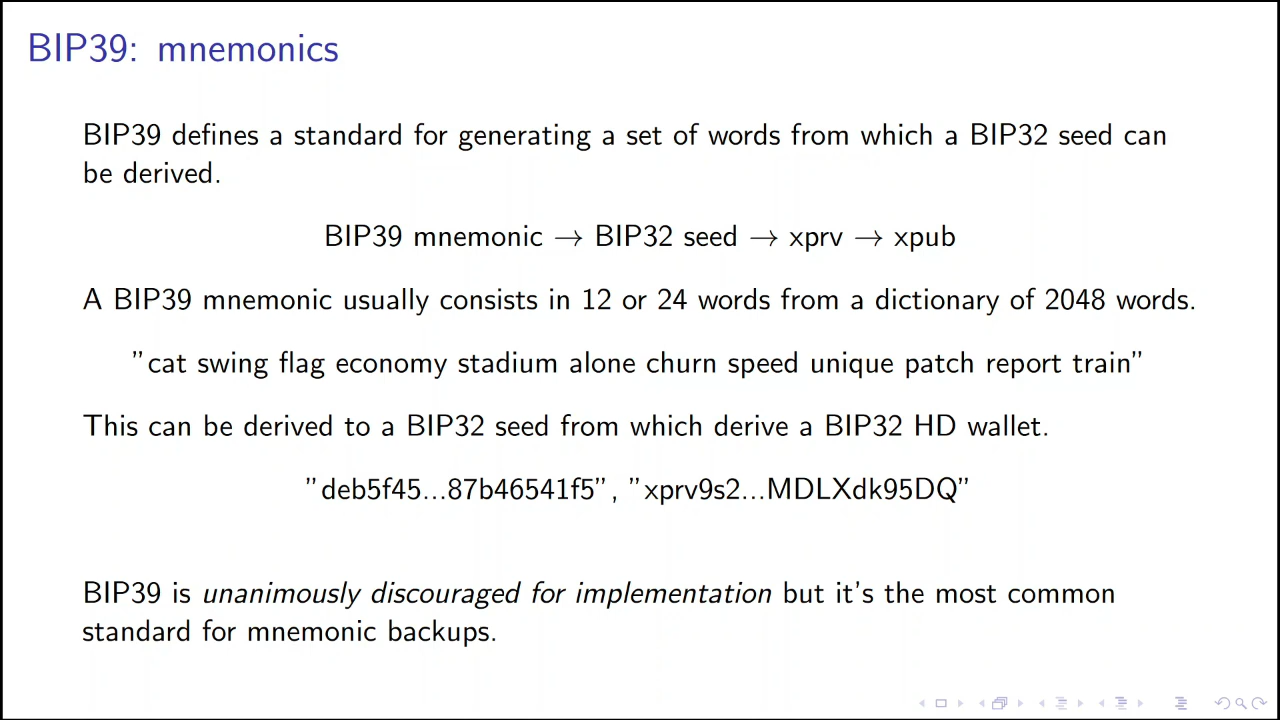 BIP39: mnemonics
BIP39 defines a standard for generating a set of words from which a BIP32 seed can
be derived.
BIP39 mnemonic → BIP32 seed → xprv → xpub
A BIP39 mnemonic usually consists in 12 or 24 words from a dictionary of 2048 words.
”cat swing flag economy stadium alone churn speed unique patch report train”
This can be derived to a BIP32 seed from which derive a BIP32 HD wallet.
”deb5f45...87b46541f5”, ”xprv9s2...MDLXdk95DQ”
BIP39 is unanimously discouraged for implementation but it's the most common
standard for mnemonic backups.